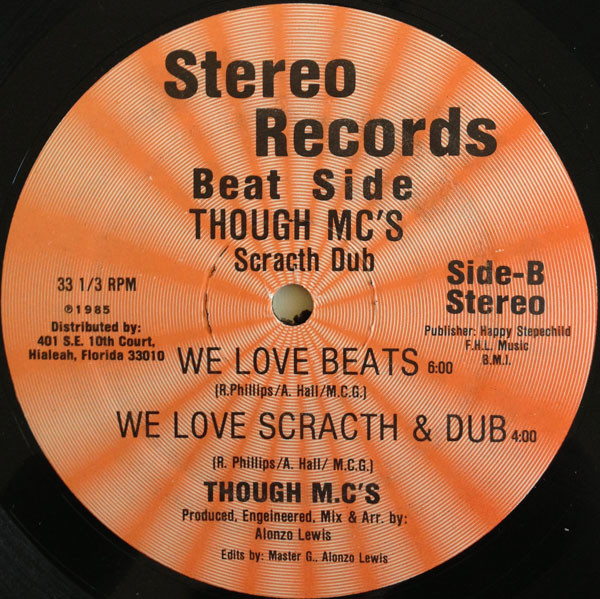 Stereo
Records
Beat Side
THOUGH MC'S
Scracth Dub
33 1/3 RPM
℗1985
Distributed by:
401 S.E. 10th Court,
Hialeah, Florida 33010
Side-B
Stereo
Publisher: Happy Stepechild
F.H.L. Music
B.M.I.
WE LOVE BEATS 6:00
(R.Phillips/A. Hall/M.C.G.)
WE LOVE SCRACTH & DUB 4:00
(R. Phillips/A. Hall/ M.C.G.)
THOUGH M.C'S
Produced, Engeineered, Mix & Arr. by:
Alonzo Lewis
Edits by: Master G., Alonzo Lewis